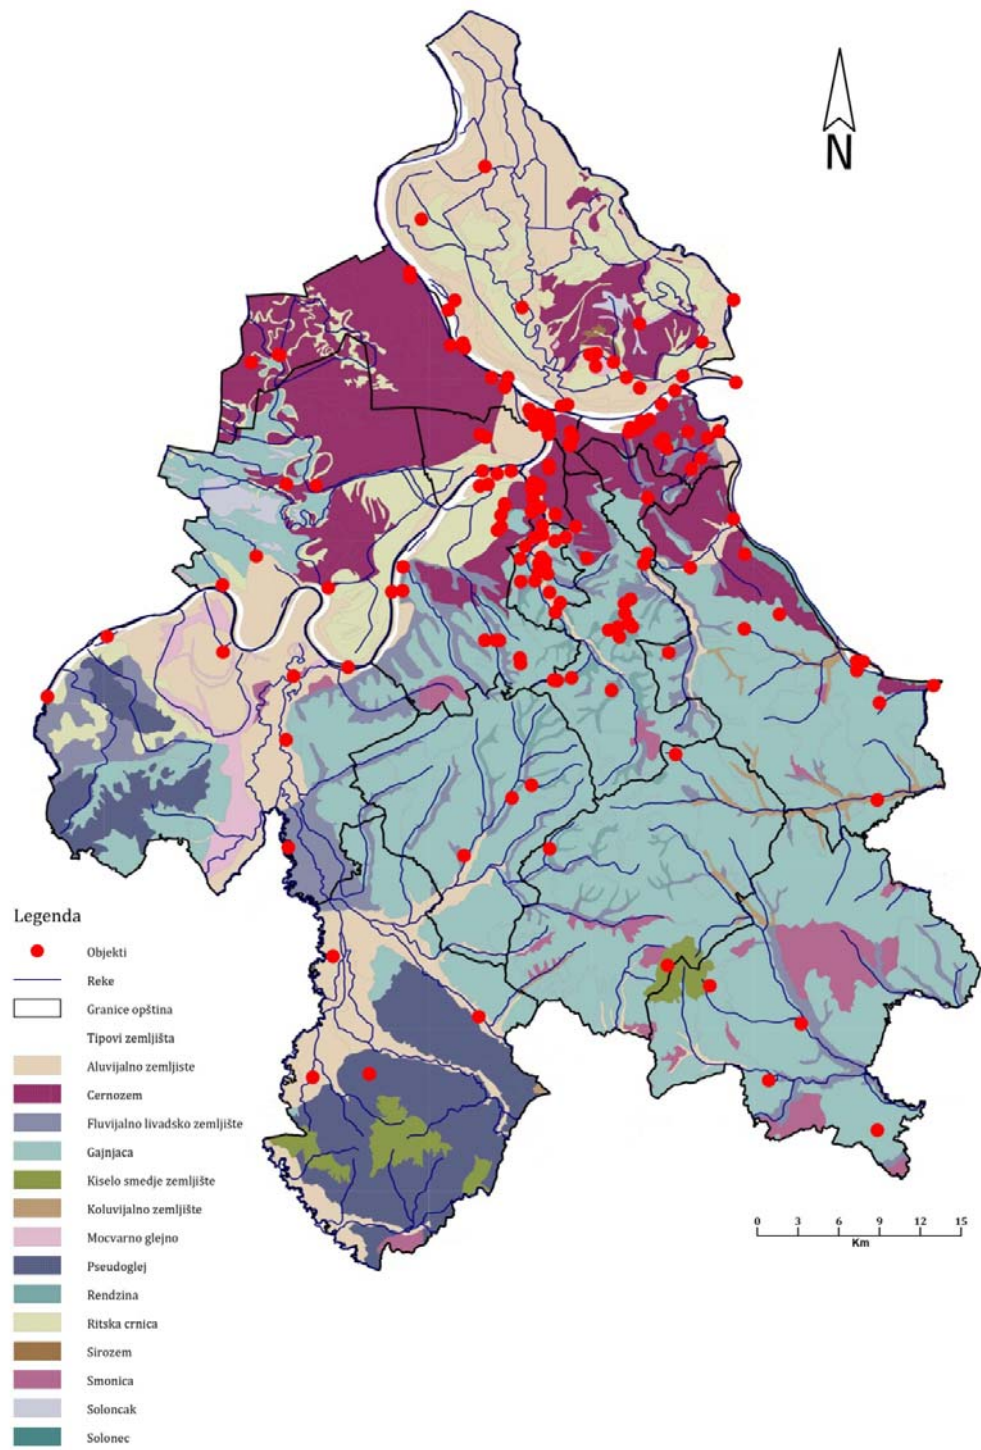 N
Legenda
Objekti
Reke
Granice opština
Tipovi zemljišta
Aluvijalno zemljiste
Cernozem
Fluvijalno livadsko zemljište
Gajnjaca
Kiselo smedje zemljište
Koluvijalno zemljište
Mocvarno glejno
Pseudoglej
Rendzina
Ritska crnica
Sirozem
Smonica
Soloncak
Solonec
0 3 6 9 12 15
Km